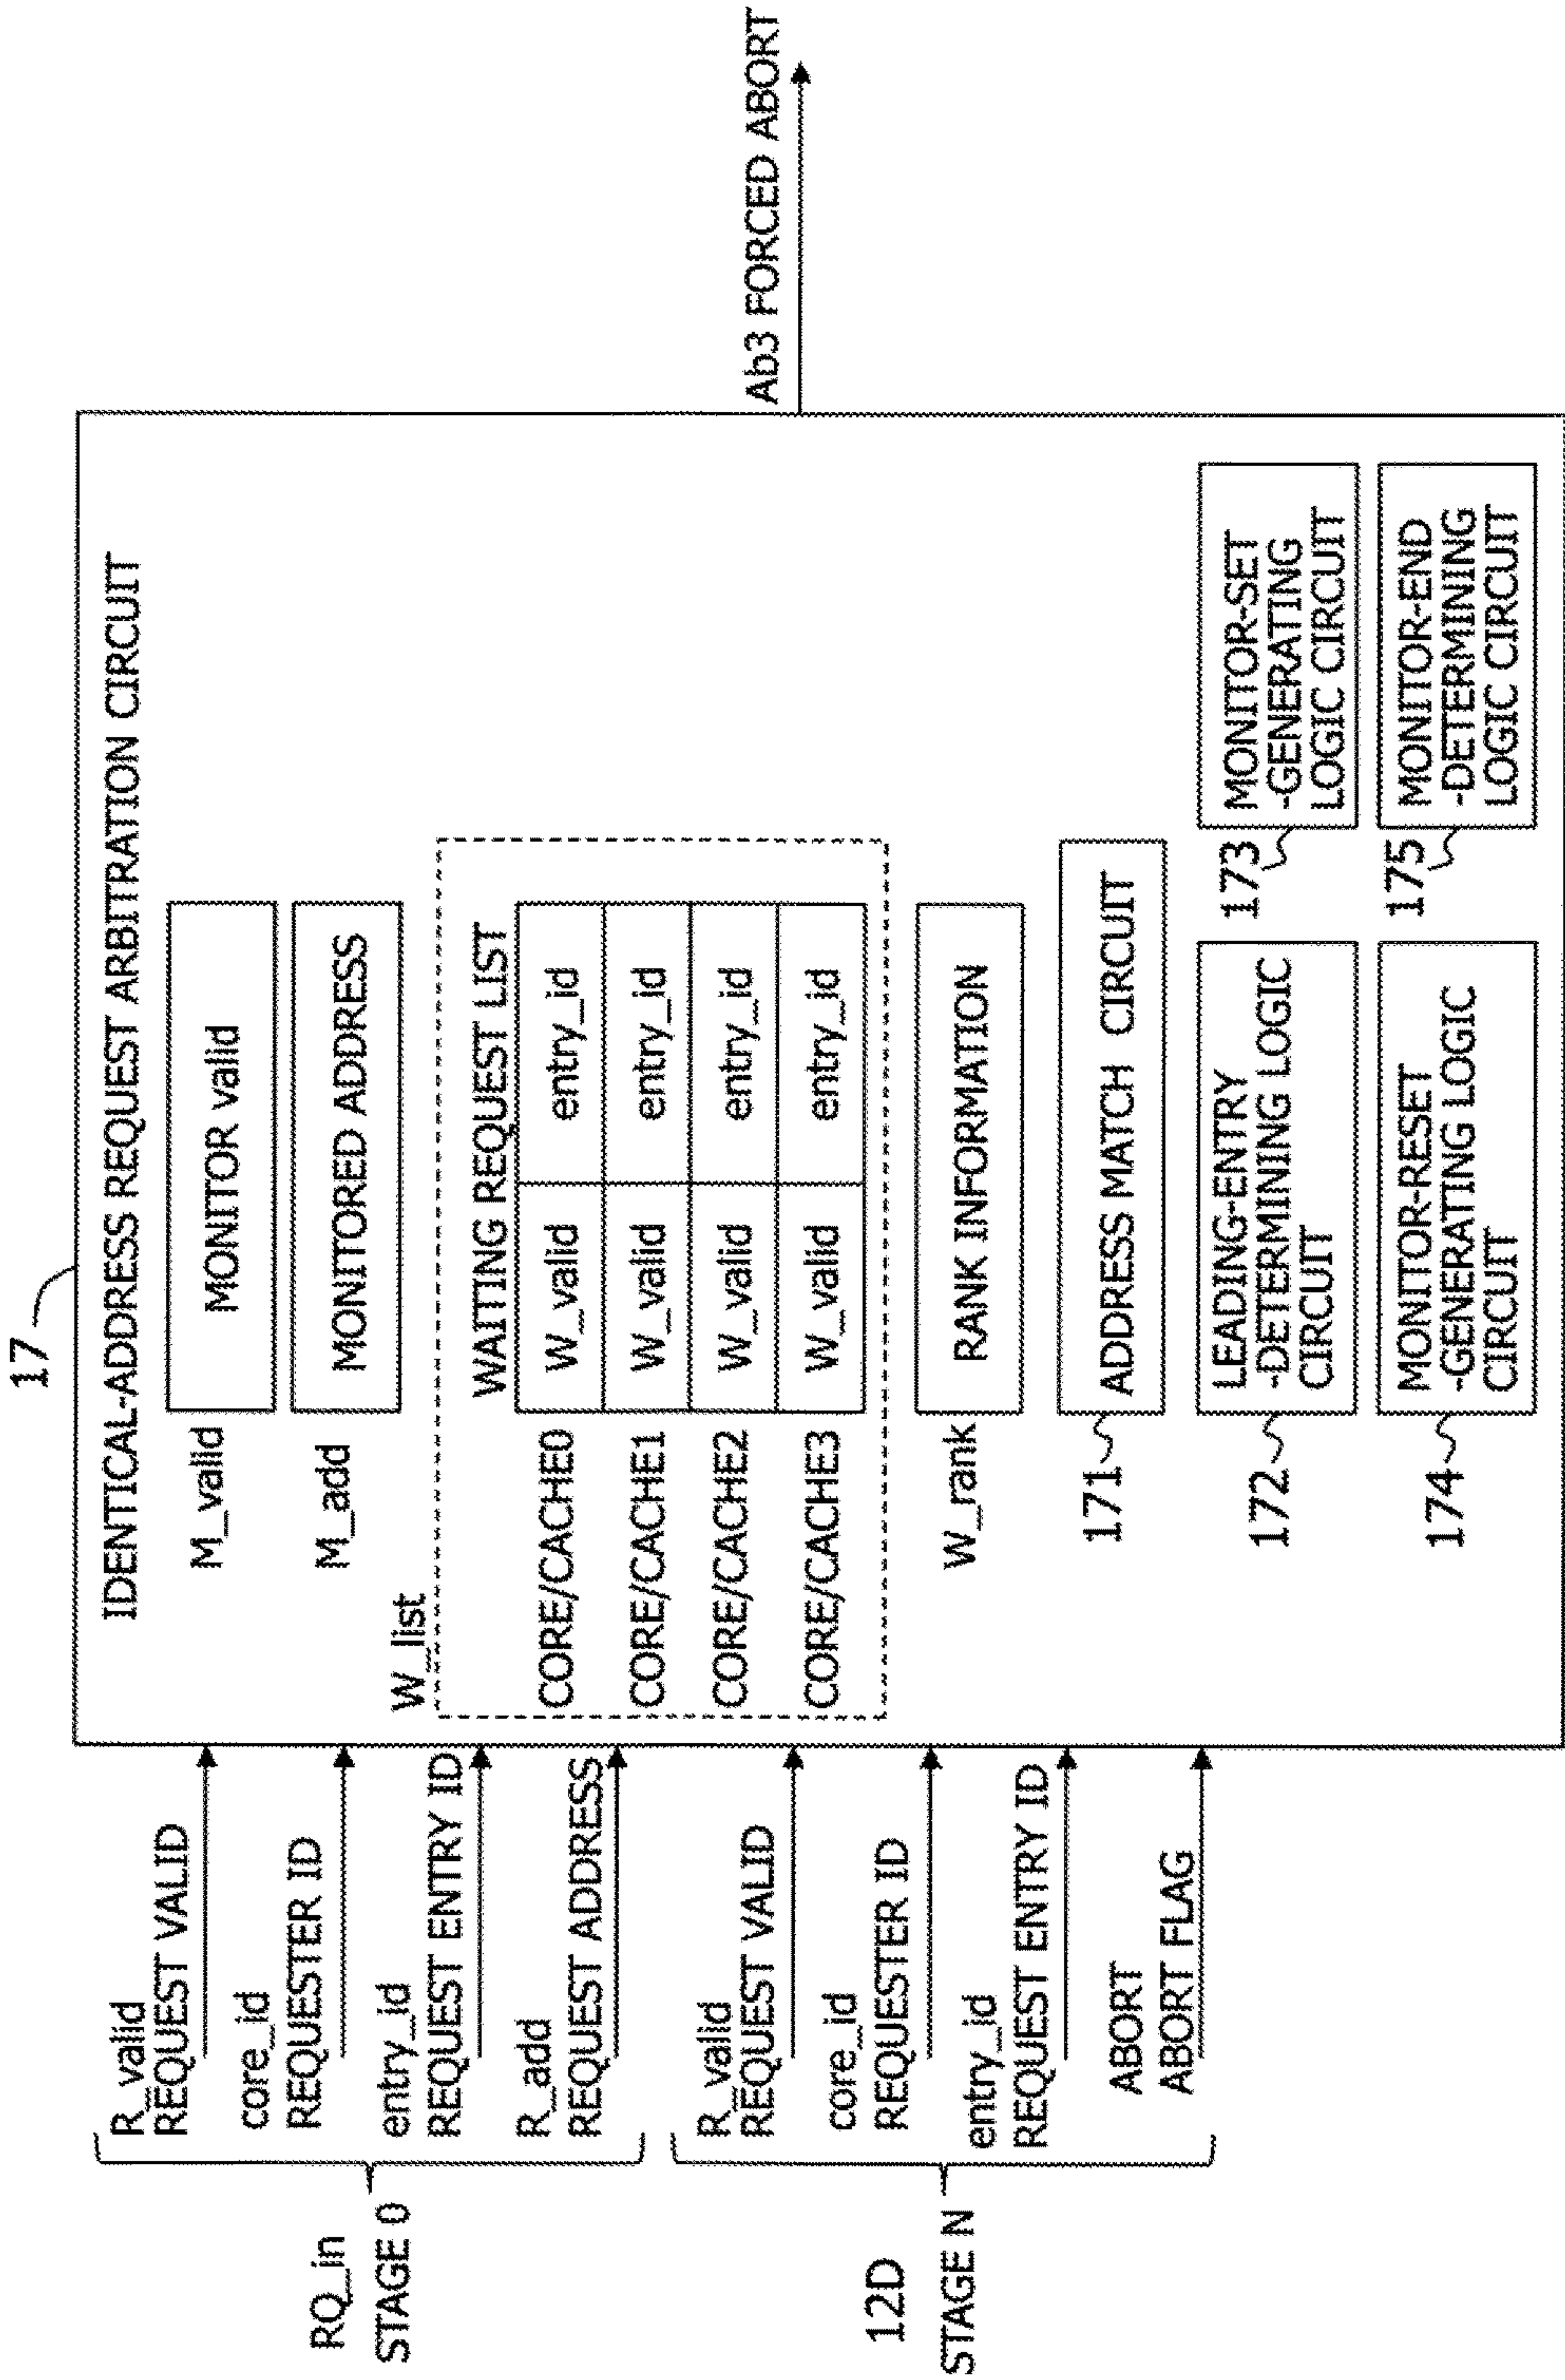 17
IDENTICAL-ADDRESS REQUEST ARBITRATION CIRCUIT
M_valid
MONITOR valid
M_add
MONITORED ADDRESS
W_list
WAITING REQUEST LIST
CORE/CACHE0 W_valid entry_id
CORE/CACHE1 W_valid entry_id
CORE/CACHE2 W_valid entry_id
CORE/CACHE3 W_valid entry_id
W_rank
RANK INFORMATION
171
ADDRESS MATCH CIRCUIT
172
LEADING-ENTRY
-DETERMINING LOGIC
CIRCUIT
173
MONITOR-SET
-GENERATING
LOGIC CIRCUIT
174
MONITOR-RESET
-GENERATING LOGIC
CIRCUIT
175
MONITOR-END
-DETERMINING
LOGIC CIRCUIT
RQ_in
STAGE 0
R_valid
REQUEST VALID
core_id
REQUESTER ID
entry_id
REQUEST ENTRY ID
R_add
REQUEST ADDRESS
12D
STAGE N
R_valid
REQUEST VALID
core_id
REQUESTER ID
entry_id
REQUEST ENTRY ID
ABORT
ABORT FLAG
Ab3 FORCED ABORT